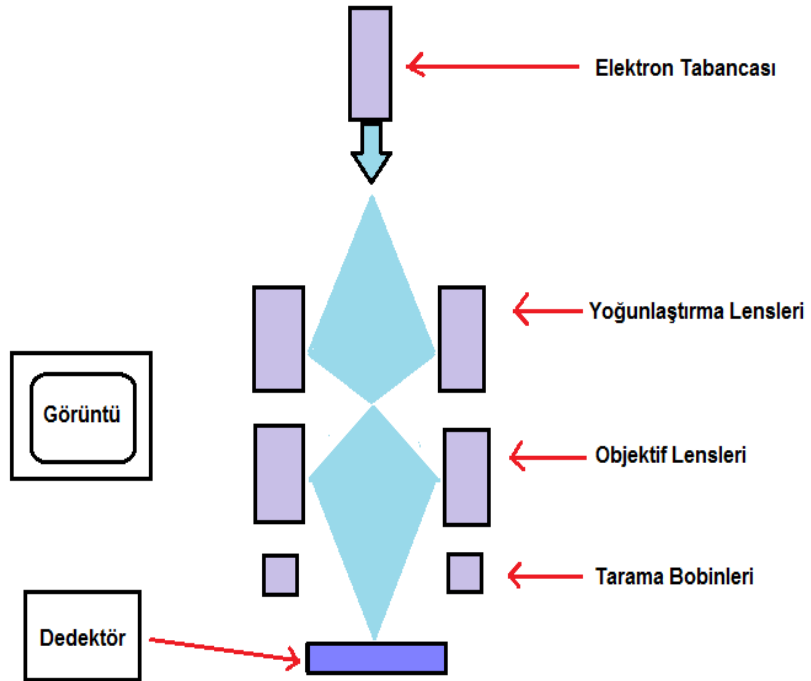 Elektron Tabancası
Yoğunlaştırma Lensleri
Görüntü
Objektif Lensleri
Tarama Bobinleri
Dedektör